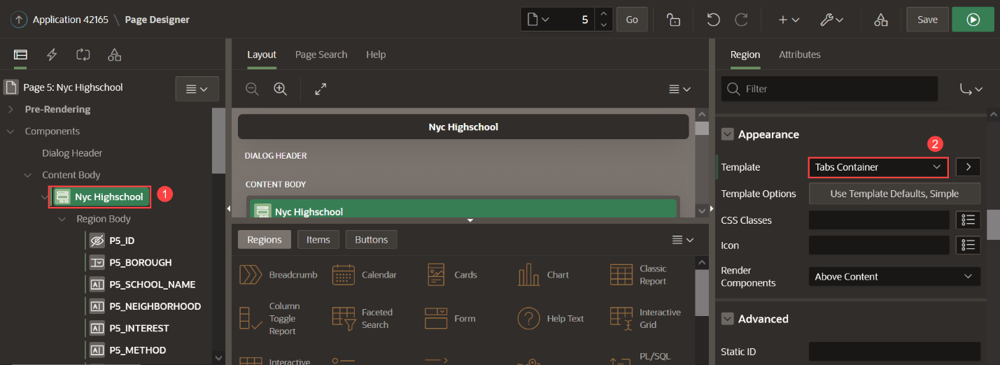 Application 42165 \ Page Designer
5
Go
Save
Page 5: Nyc Highschool
Pre-Rendering
Components
Dialog Header
Content Body
Nyc Highschool
1
Region Body
P5_ID
P5_BOROUGH
P5_SCHOOL_NAME
P5_NEIGHBORHOOD
P5_INTEREST
P5_METHOD
Layout Page Search Help
Nyc Highschool
DIALOG HEADER
CONTENT BODY
Nyc Highschool
Regions Items Buttons
Breadcrumb
Calendar
Cards
Chart
Classic
Report
Column
Toggle
Report
Faceted
Search
Form
Help Text
Interactive
Grid
Interactive
PL/SQL
Region Attributes
Filter
Appearance
2
Template Tabs Container
Template Options Use Template Defaults, Simple
CSS Classes
Icon
Render
Components
Above Content
Advanced
Static ID